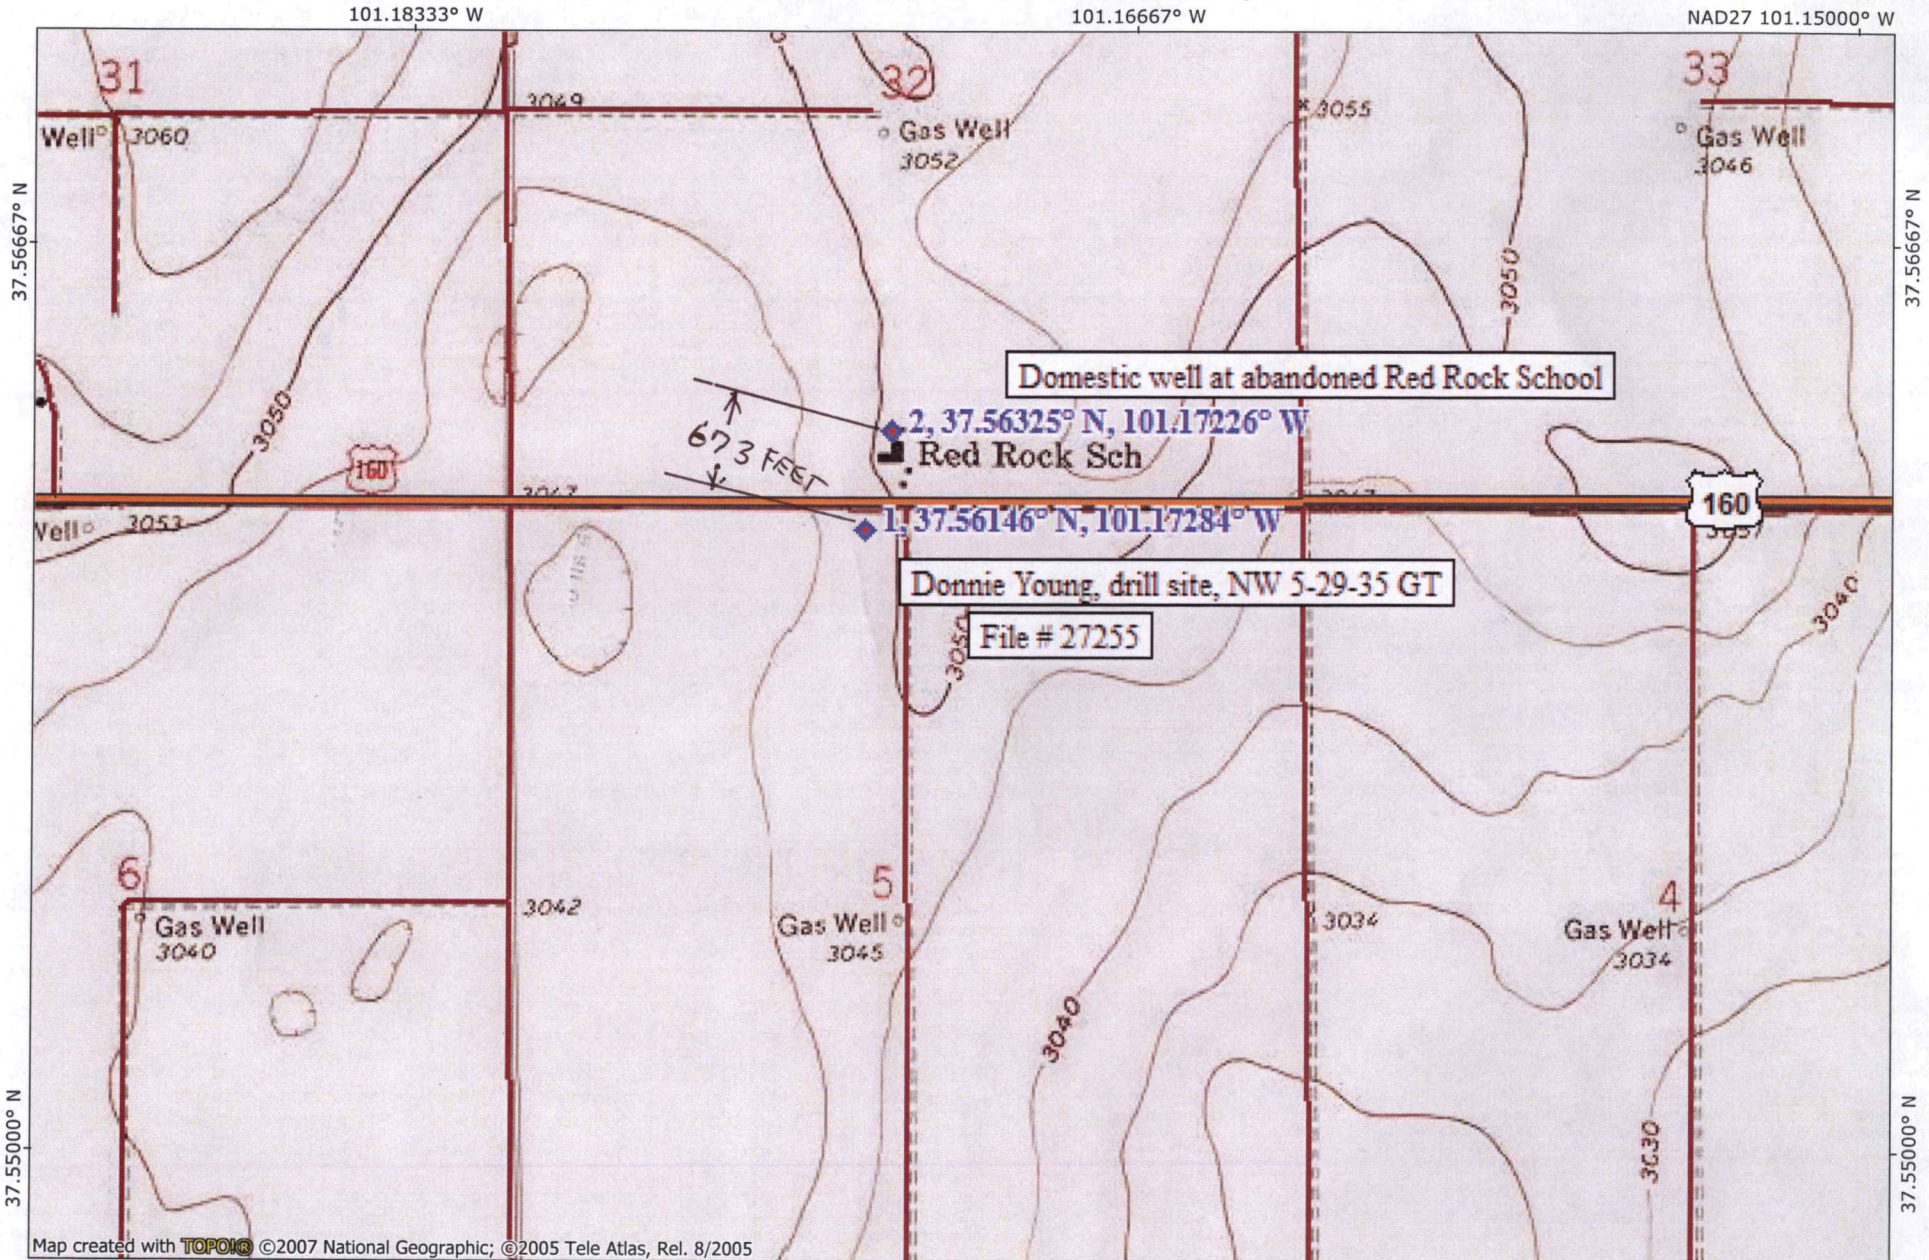 101.18333° W
101.16667° W
NAD27 101.15000° W
31
32
33
3049
3055
Well
3060
Gas Well
3052
Gas Well
3046
37.56667° N
37.56667° N
3050
Domestic well at abandoned Red Rock School
3050
2, 37.56325° N, 101.17226° W
673 FEET
Red Rock Sch
160
160
3053
1, 37.56146° N, 101.17284° W
Donnie Young, drill site, NW 5-29-35 GT
3040
File # 27255
3050
6
5
4
Gas Well
3040
3042
Gas Well
3045
3034
Gas Well
3034
3040
37.55000° N
3030
37.55000° N
Map created with TOPO!® ©2007 National Geographic; ©2005 Tele Atlas, Rel. 8/2005